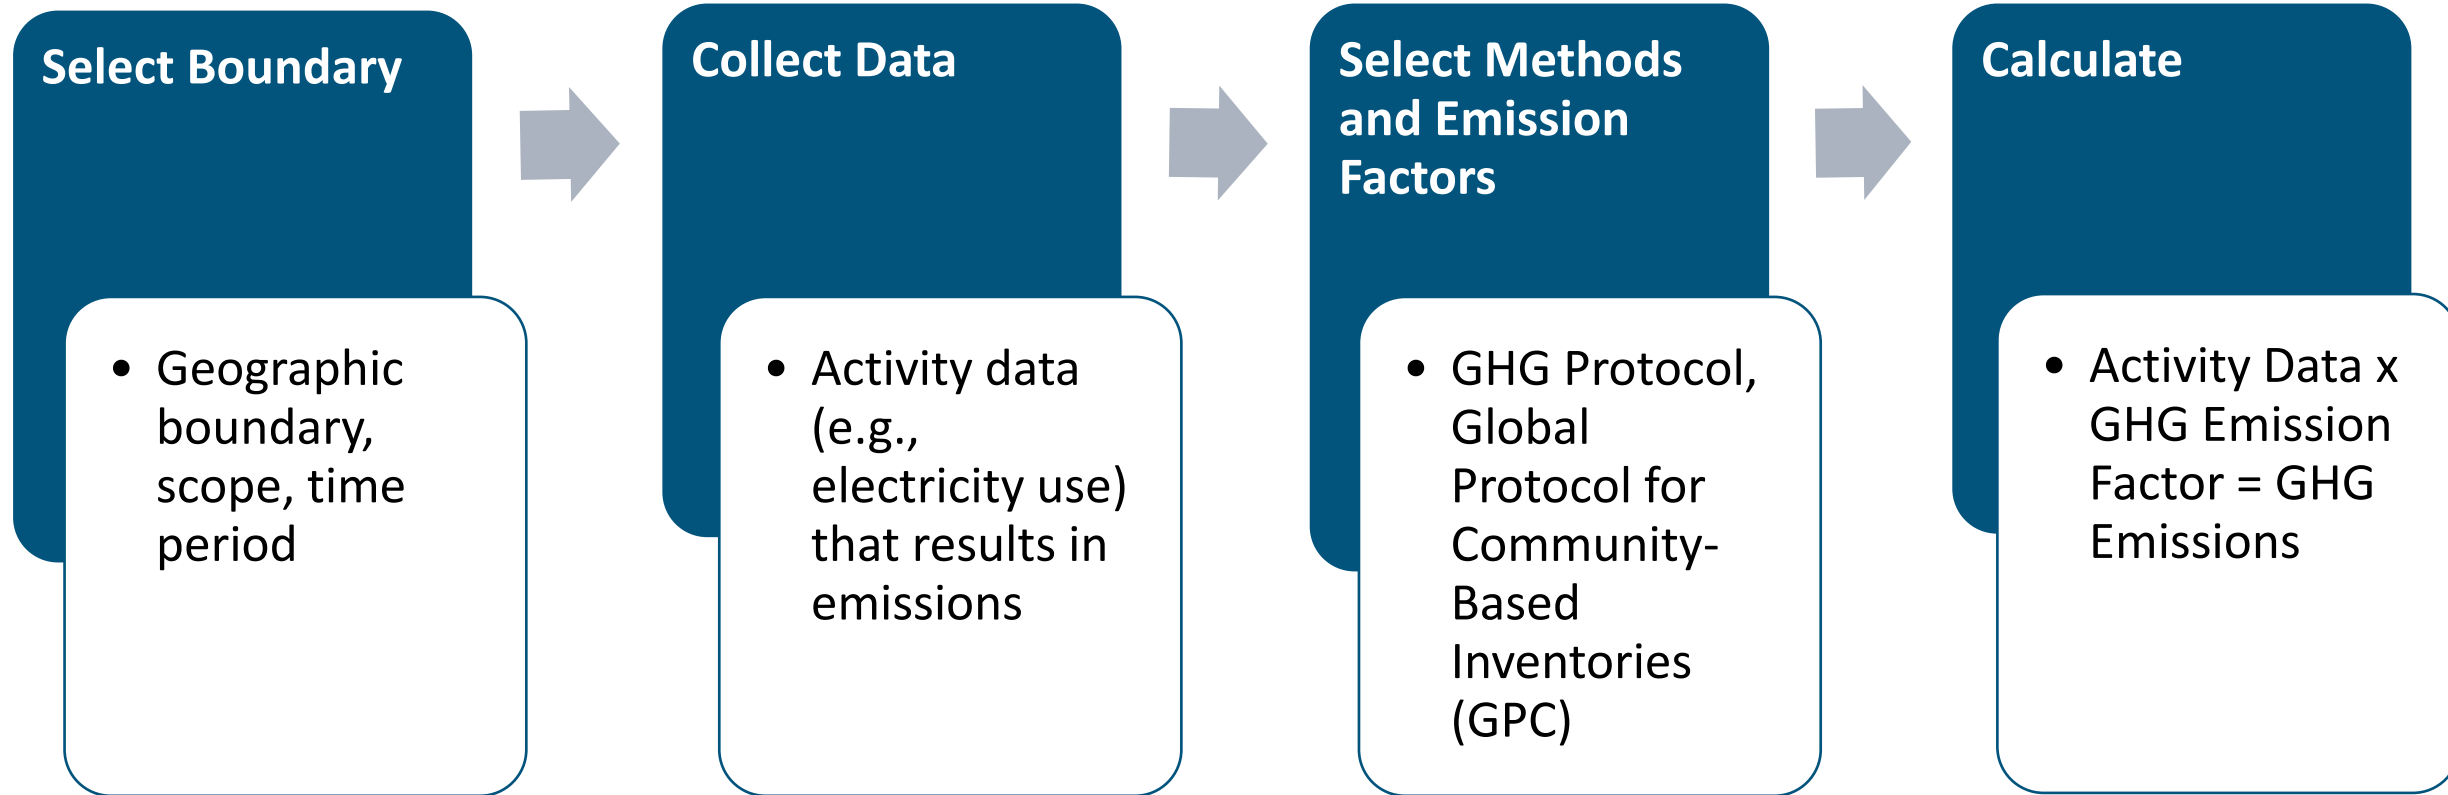 Select Boundary
• Geographic
boundary,
scope, time
period
Collect Data
• Activity data
(e.g.,
electricity use)
that results in
emissions
Select Methods
and Emission
Factors
• GHG Protocol,
Global
Protocol for
Community-
Based
Inventories
(GPC)
Calculate
• Activity Data x
GHG Emission
Factor = GHG
Emissions